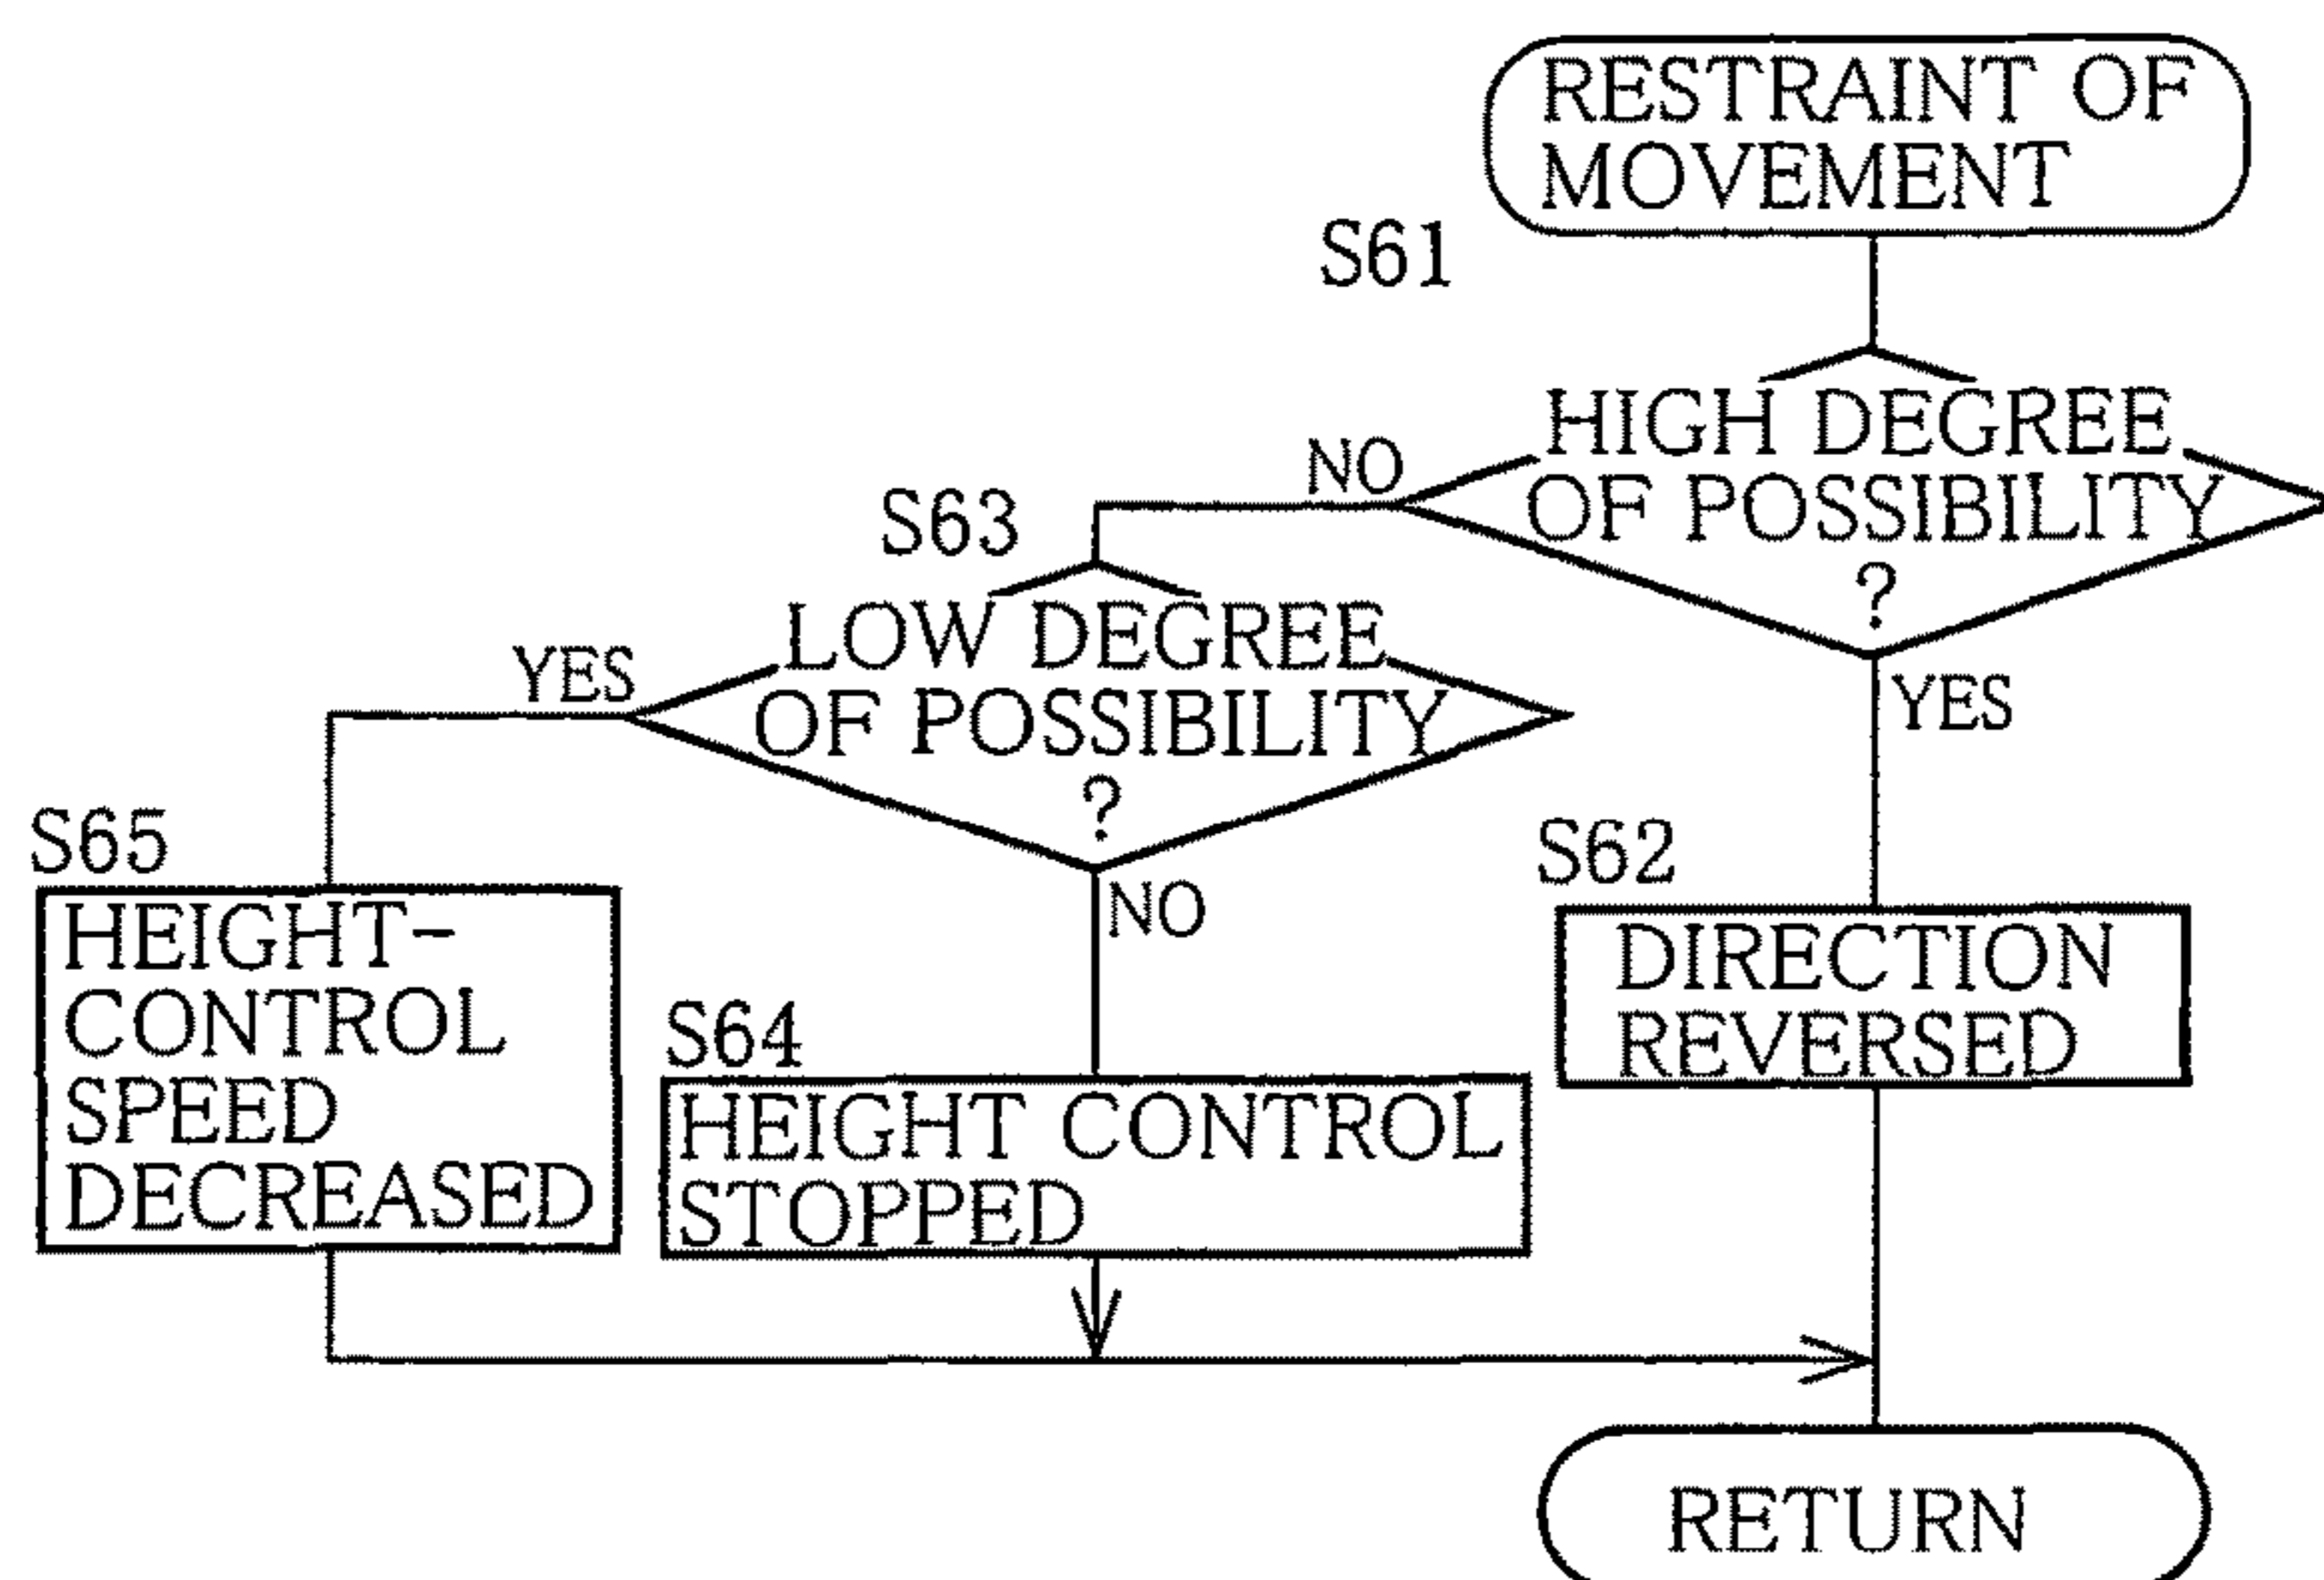 RESTRAINT OF
MOVEMENT
S61
HIGH DEGREE
OF POSSIBILITY
?
NO
YES
S63
LOW DEGREE
OF POSSIBILITY
?
YES
NO
S65
HEIGHT-
CONTROL
SPEED
DECREASED
S64
HEIGHT CONTROL
STOPPED
S62
DIRECTION
REVERSED
RETURN